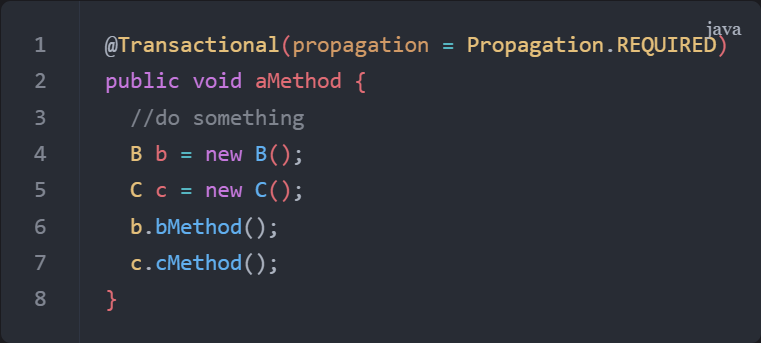 java
1 @Transactional(propagation = Propagation.REQUIRED)
2 public void aMethod {
3 //do something
4 B b = new B();
5 C c = new C();
6 b.bMethod();
7 c.cMethod();
8 }